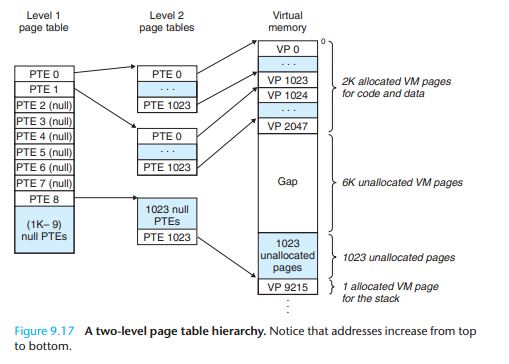 Level 1
page table
Level 2
page tables
Virtual
memory
0
PTE 0
PTE 1
PTE 2 (null)
PTE 3 (null)
PTE 4 (null)
PTE 5 (null)
PTE 6 (null)
PTE 7 (null)
PTE 8
(1K– 9)
null PTEs
PTE 0
. . .
PTE 1023
PTE 0
. . .
PTE 1023
1023 null
PTEs
PTE 1023
VP 0
. . .
VP 1023
VP 1024
. . .
VP 2047
Gap
1023
unallocated
pages
VP 9215
2K allocated VM pages
for code and data
6K unallocated VM pages
1023 unallocated pages
1 allocated VM page
for the stack
Figure 9.17 A two-level page table hierarchy. Notice that addresses increase from top
to bottom.